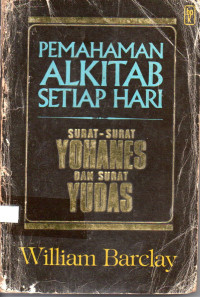 PEMAHAMAN
ALKITAB
SETIAP HARI
SURAT-SURAT
YOHANES
DAN SURAT
YUDAS
William Barclay